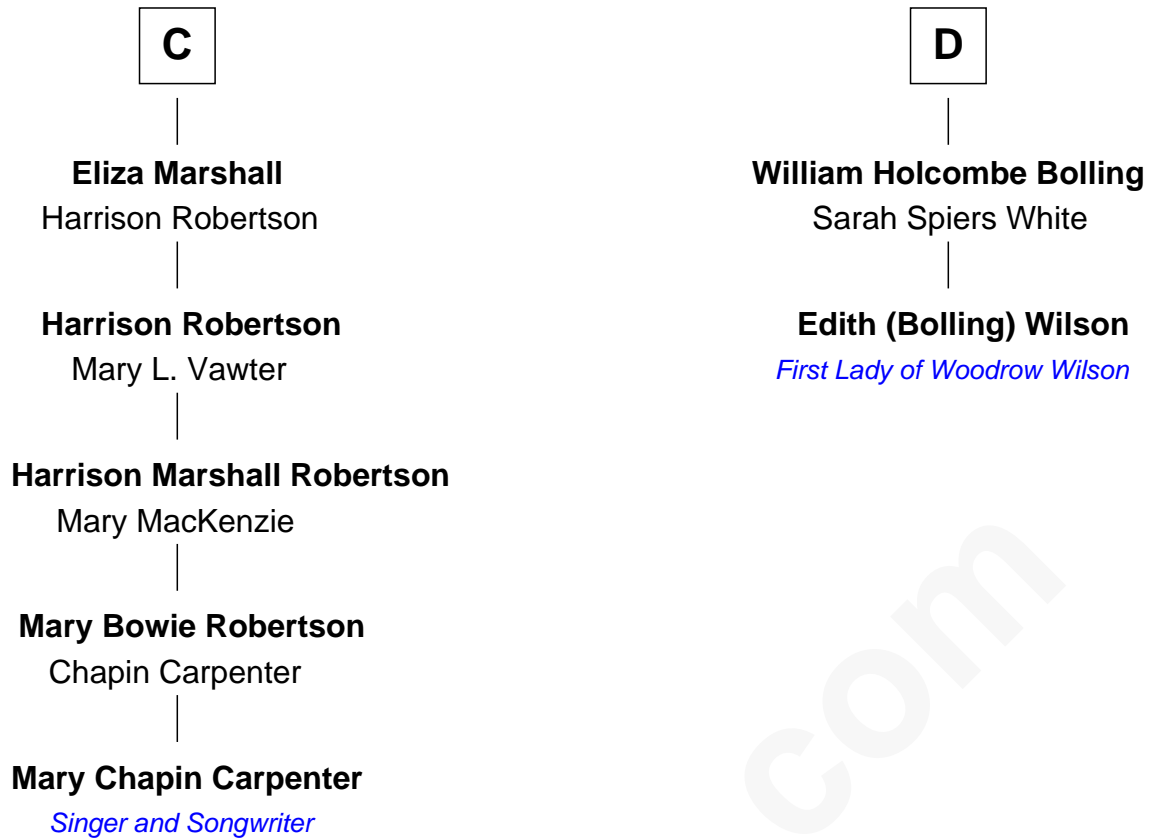 C
Eliza Marshall
Harrison Robertson
Harrison Robertson
Mary L. Vawter
Harrison Marshall Robertson
Mary MacKenzie
Mary Bowie Robertson
Chapin Carpenter
Mary Chapin Carpenter
Singer and Songwriter
D
William Holcombe Bolling
Sarah Spiers White
Edith (Bolling) Wilson
First Lady of Woodrow Wilson
com